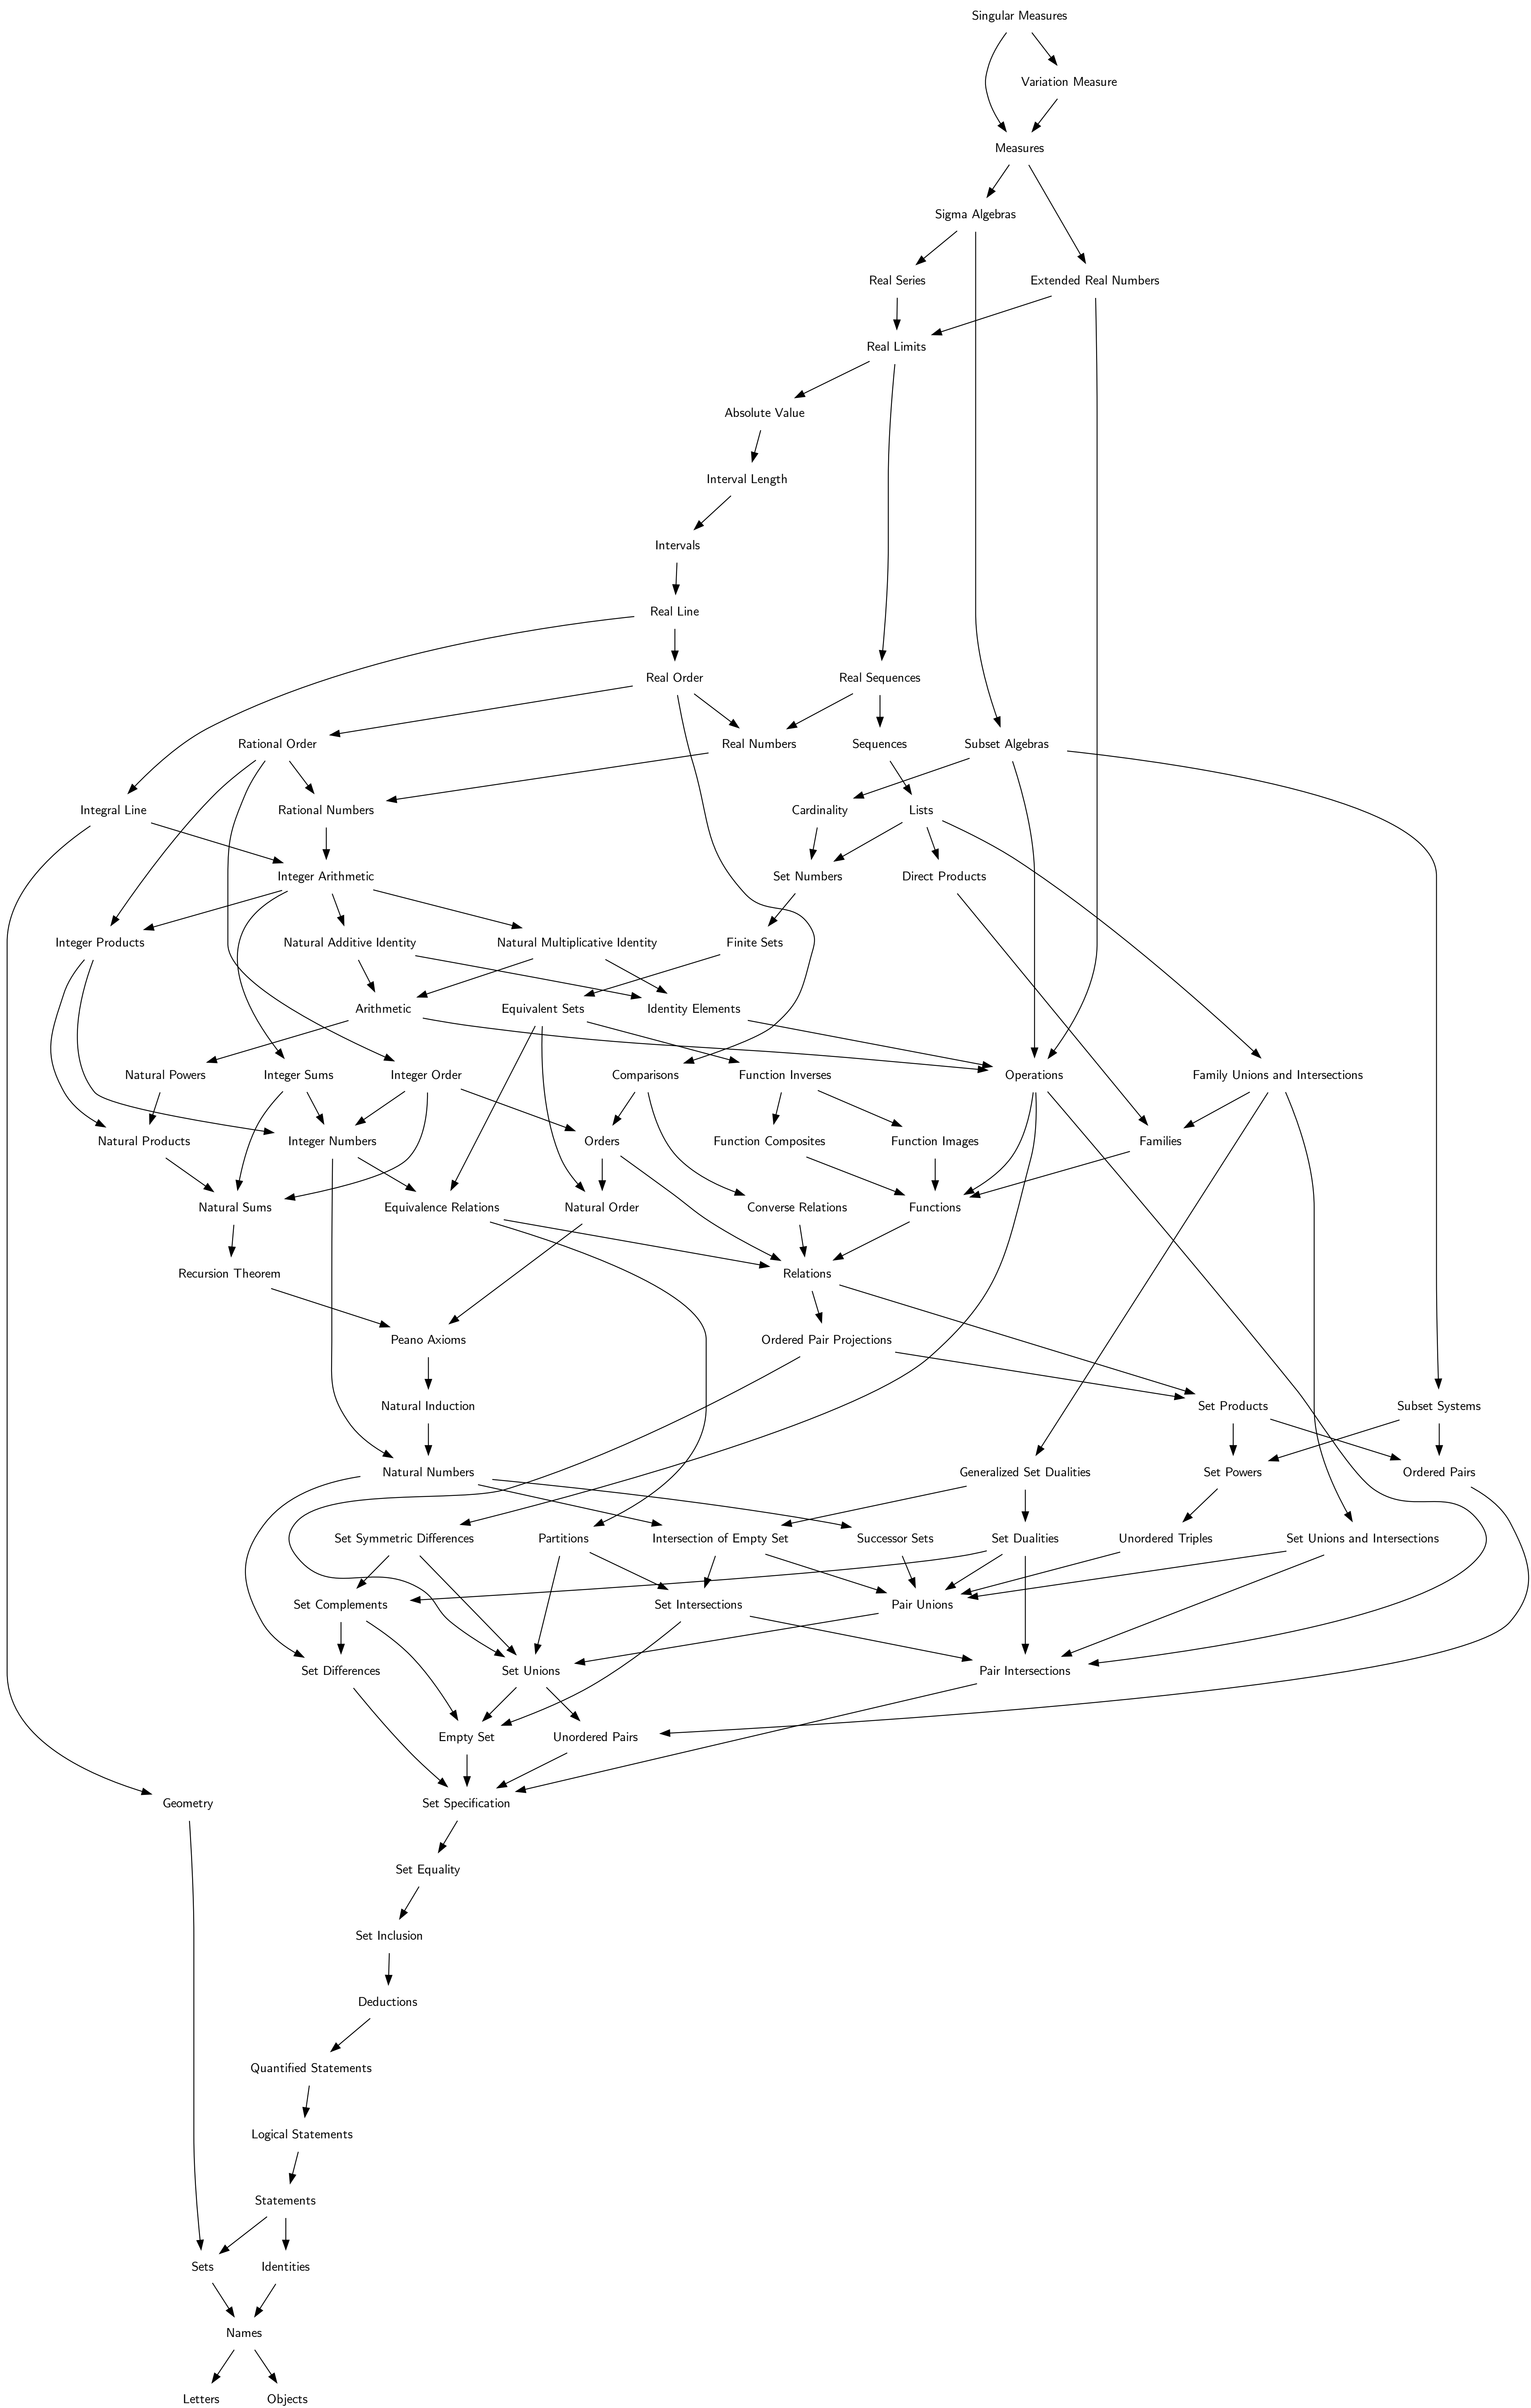 Singular Measures
Variation Measure
Measures
Sigma Algebras
Real Series
Extended Real Numbers
Real Limits
Absolute Value
Interval Length
Intervals
Real Line
Real Order
Real Sequences
Rational Order
Real Numbers
Sequences
Subset Algebras
Integral Line
Rational Numbers
Cardinality
Lists
Integer Arithmetic
Set Numbers
Direct Products
Integer Products
Natural Additive Identity
Natural Multiplicative Identity
Finite Sets
Arithmetic
Equivalent Sets
Identity Elements
Natural Powers
Integer Sums
Integer Order
Comparisons
Function Inverses
Operations
Family Unions and Intersections
Natural Products
Integer Numbers
Orders
Function Composites
Function Images
Families
Natural Sums
Equivalence Relations
Natural Order
Converse Relations
Functions
Recursion Theorem
Relations
Peano Axioms
Ordered Pair Projections
Natural Induction
Set Products
Subset Systems
Natural Numbers
Generalized Set Dualities
Set Powers
Ordered Pairs
Set Symmetric Differences
Partitions
Intersection of Empty Set
Successor Sets
Set Dualities
Unordered Triples
Set Unions and Intersections
Set Complements
Set Intersections
Pair Unions
Set Differences
Set Unions
Pair Intersections
Empty Set
Unordered Pairs
Geometry
Set Specification
Set Equality
Set Inclusion
Deductions
Quantified Statements
Logical Statements
Statements
Sets
Identities
Names
Letters
Objects